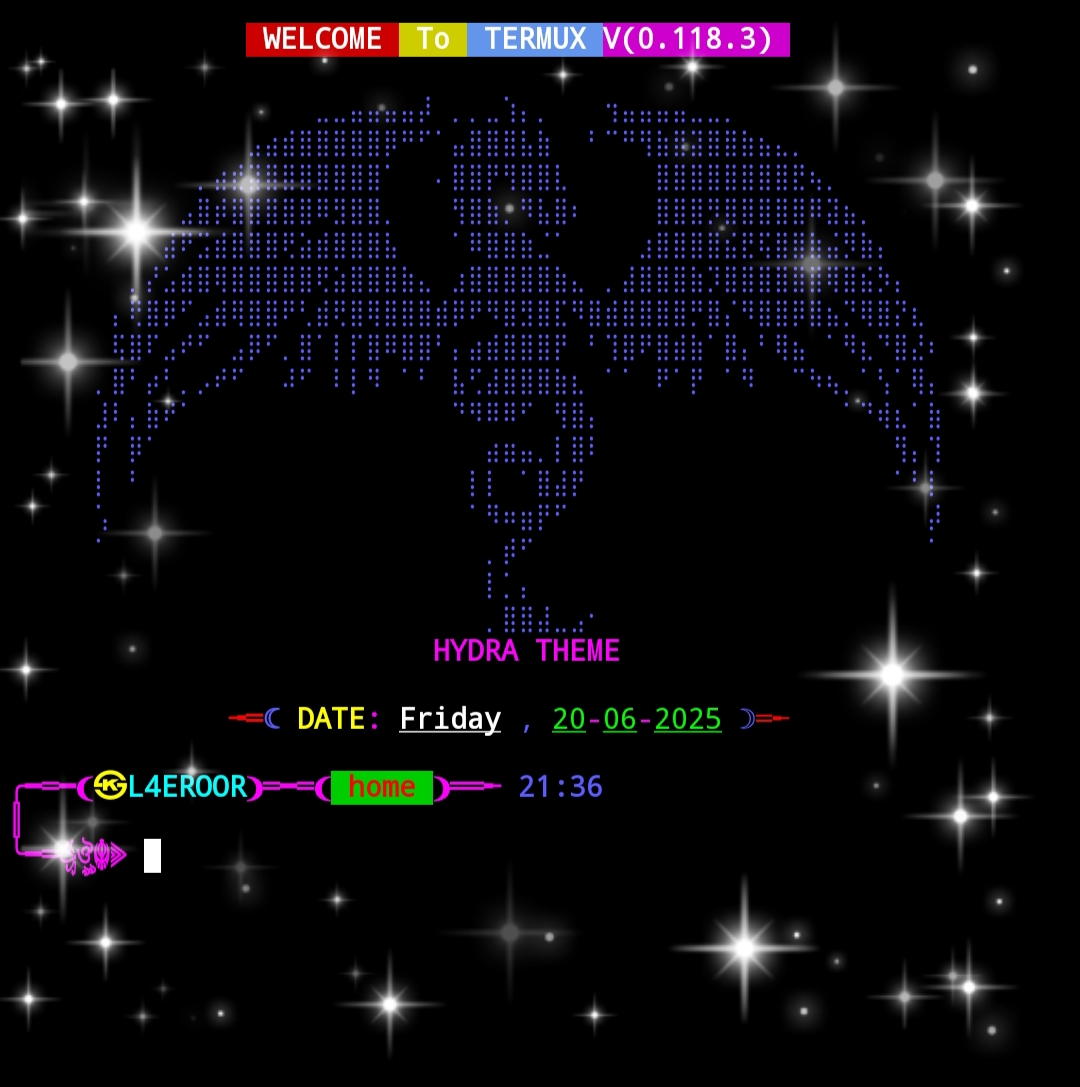 WELCOME To TERMUX V(0.118.3)
HYDRA THEME
DATE: Friday , 20-06-2025
L4EROOR home 21:36